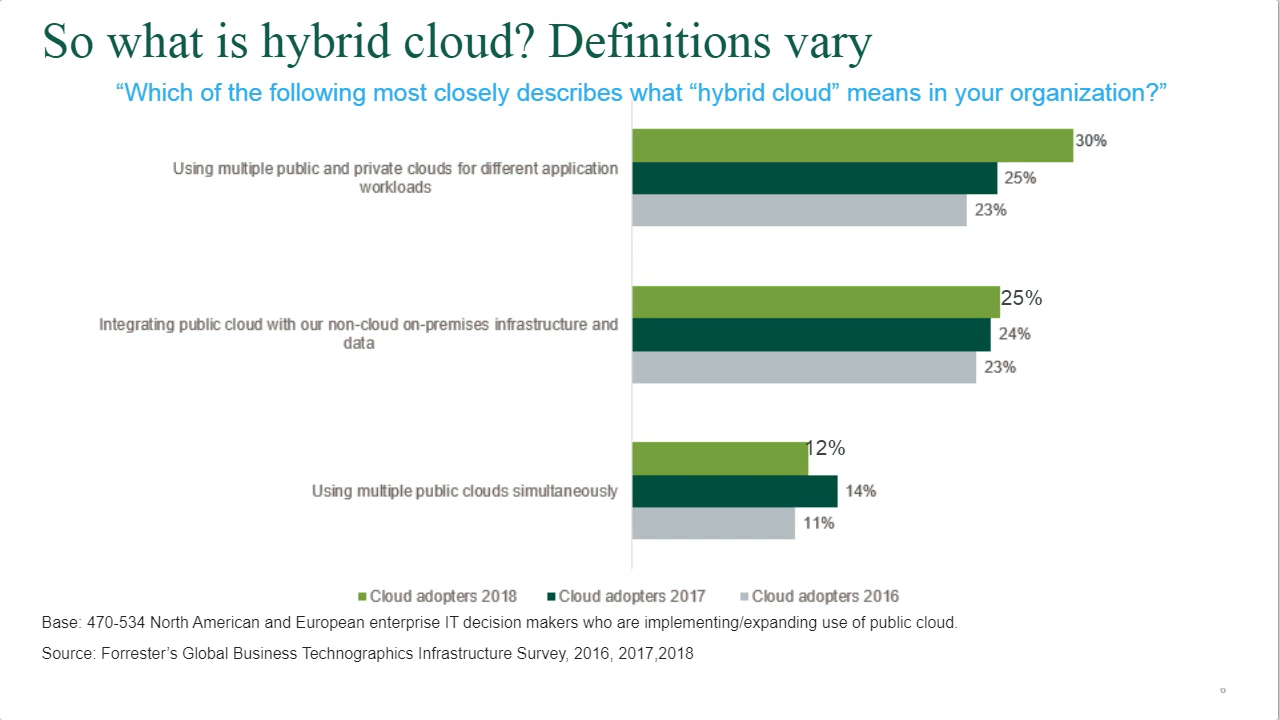 So what is hybrid cloud? Definitions vary
“Which of the following most closely describes what “hybrid cloud” means in your organization?”
Using multiple public and private clouds for different application
workloads
30%
25%
23%
Integrating public cloud with our non-cloud on-premises infrastructure and
data
25%
24%
23%
Using multiple public clouds simultaneously
12%
14%
11%
Cloud adopters 2018 Cloud adopters 2017 Cloud adopters 2016
Base: 470-534 North American and European enterprise IT decision makers who are implementing/expanding use of public cloud.
Source: Forrester’s Global Business Technographics Infrastructure Survey, 2016, 2017,2018
6